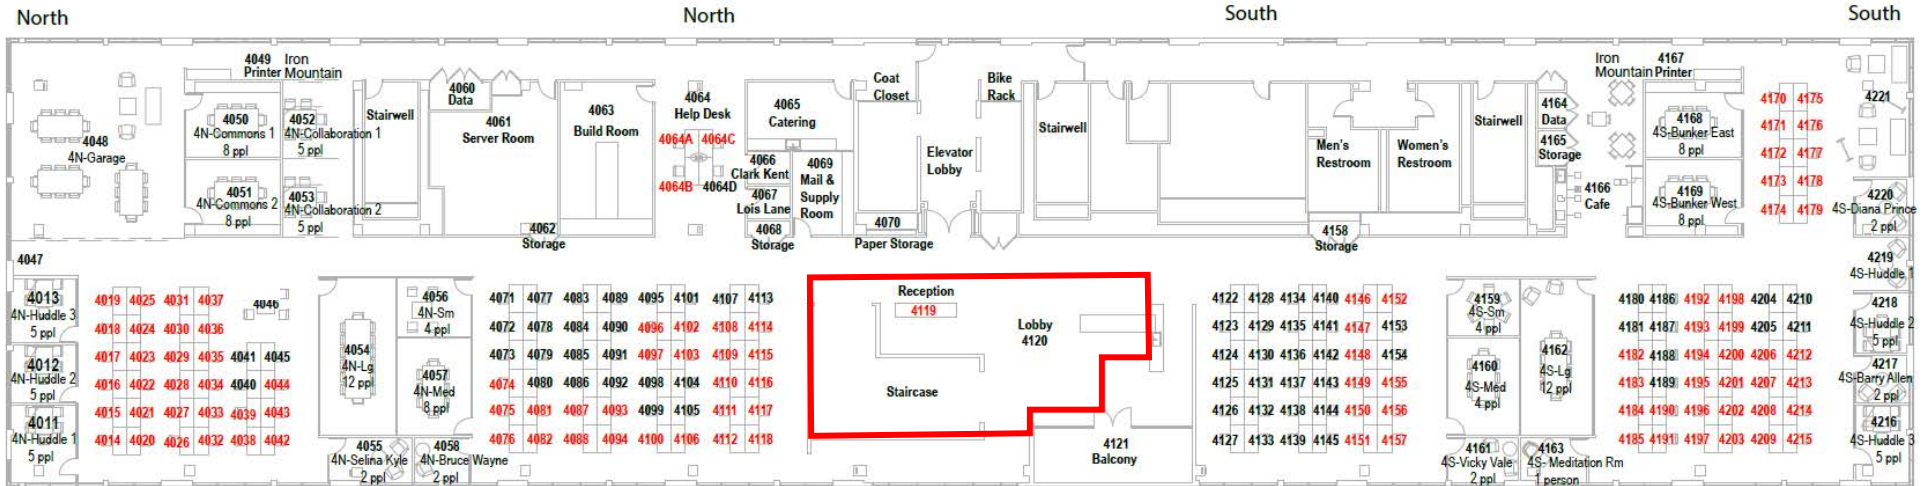 North
North
South
South
4049 Iron
Printer Mountain
4050
4N-Commons 1
8 ppl
4052
4N-Collaboration 1
5 ppl
4048
4N-Garage
4051
4N-Commons 2
8 ppl
4053
4N-Collaboration 2
5 ppl
Stairwell
4060
Data
4061
Server Room
4062
Storage
4063
Build Room
4064
Help Desk
4064A 4064C
4064B 4064D
4065
Catering
4066
Clark Kent
4067
Lois Lane
4068
Storage
4069
Mail &
Supply
Room
Coat
Closet
4070
Paper Storage
Elevator
Lobby
Bike
Rack
Stairwell
Men's
Restroom
Women's
Restroom
4158
Storage
Stairwell
4164
Data
4165
Storage
Iron 4167
Mountain Printer
4166
Cafe
4168
4S-Bunker East
8 ppl
4169
4S-Bunker West
8 ppl
4170 4175
4171 4176
4172 4177
4173 4178
4174 4179
4221
4220
4S-Diana Prince
2 ppl
4219
4S-Huddle 1
4218
4S-Huddle 2
5 ppl
4217
4S-Barry Allen
2 ppl
4216
4S-Huddle 3
5 ppl
4047
4013
4N-Huddle 3
5 ppl
4012
4N-Huddle 2
5 ppl
4011
4N-Huddle 1
5 ppl
4019 4025 4031 4037
4018 4024 4030 4036
4017 4023 4029 4035 4041 4045
4016 4022 4028 4034 4040 4044
4015 4021 4027 4033 4039 4043
4014 4020 4026 4032 4038 4042
4046
4054
4N-Lg
12 ppl
4056
4N-Sm
4 ppl
4057
4N-Med
8 ppl
4055
4N-Selina Kyle
2 ppl
4058
4N-Bruce Wayne
2 ppl
4071 4077 4083 4089 4095 4101 4107 4113
4072 4078 4084 4090 4096 4102 4108 4114
4073 4079 4085 4091 4097 4103 4109 4115
4074 4080 4086 4092 4098 4104 4110 4116
4075 4081 4087 4093 4099 4105 4111 4117
4076 4082 4088 4094 4100 4106 4112 4118
Reception
4119
Lobby
4120
Staircase
4121
Balcony
4122 4128 4134 4140 4146 4152
4123 4129 4135 4141 4147 4153
4124 4130 4136 4142 4148 4154
4125 4131 4137 4143 4149 4155
4126 4132 4138 4144 4150 4156
4127 4133 4139 4145 4151 4157
4159
4S-Sm
4 ppl
4160
4S-Med
4 ppl
4162
4S-Lg
12 ppl
4161
4S-Vicky Vale
2 ppl
4163
4S-Meditation Rm
1 person
4180 4186 4192 4198 4204 4210
4181 4187 4193 4199 4205 4211
4182 4188 4194 4200 4206 4212
4183 4189 4195 4201 4207 4213
4184 4190 4196 4202 4208 4214
4185 4191 4197 4203 4209 4215